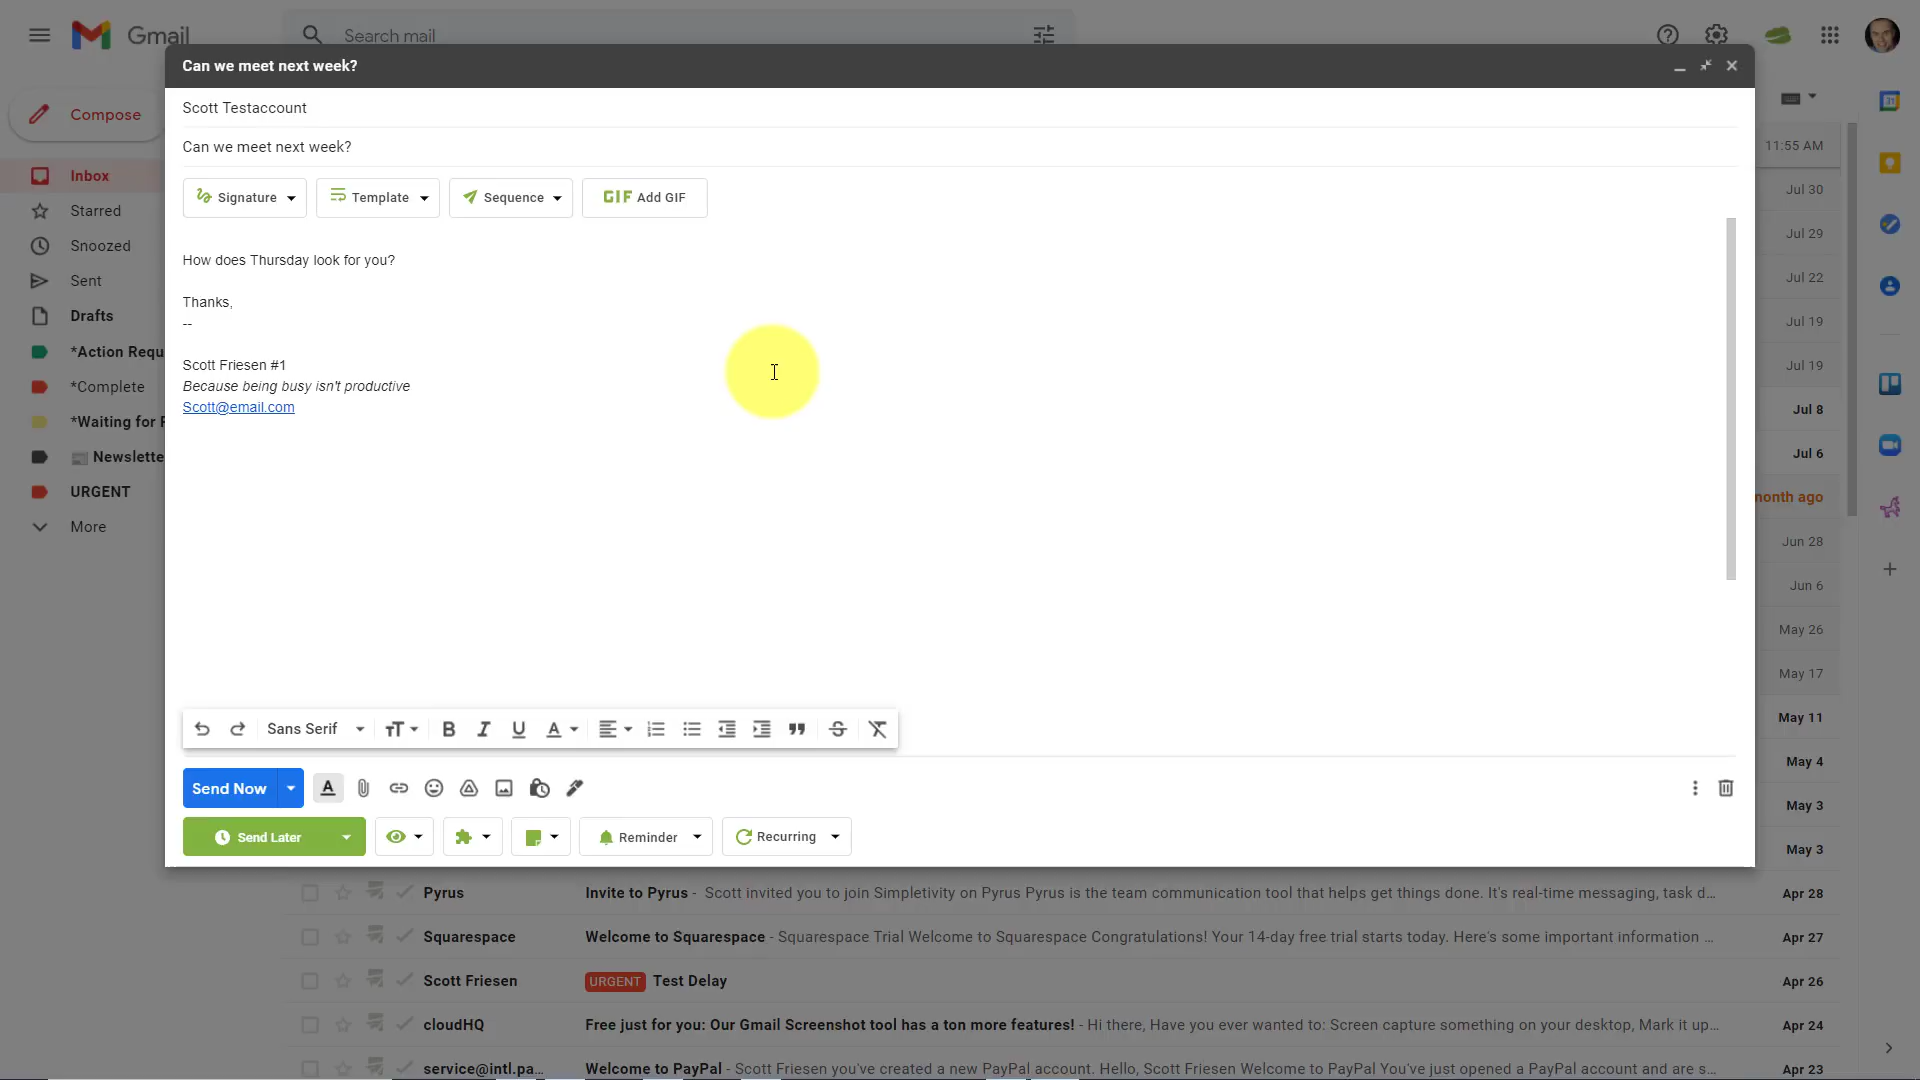 Gmail
Search mail
Can we meet next week?
Scott Testaccount
Can we meet next week?
Signature
Template
Sequence
GIF Add GIF
How does Thursday look for you?
Thanks,
--
Scott Friesen #1
Because being busy isn't productive
Scott@email.com
Sans Serif
Send Now
Send Later
Reminder
Recurring
Compose
Inbox
Starred
Snoozed
Sent
Drafts
*Action Requ
*Complete
*Waiting for
Newslette
URGENT
More
11:55 AM
Jul 30
Jul 29
Jul 22
Jul 19
Jul 19
Jul 8
Jul 6
month ago
Jun 28
Jun 6
May 26
May 17
May 11
May 4
May 3
May 3
Pyrus Invite to Pyrus - Scott invited you to join Simpletivity on Pyrus Pyrus is the team communication tool that helps get things done. It's real-time messaging, task d... Apr 28
Squarespace Welcome to Squarespace - Squarespace Trial Welcome to Squarespace Congratulations! Your 14-day free trial starts today. Here's some important information ... Apr 27
Scott Friesen URGENT Test Delay Apr 26
cloudHQ Free just for you: Our Gmail Screenshot tool has a ton more features! - Hi there, Have you ever wanted to: Screen capture something on your desktop, Mark it up... Apr 24
service@intl.pa... Welcome to PayPal - Scott Friesen you've created a new PayPal account. Hello, Scott Friesen Welcome to PayPal You've just opened a PayPal account and are s... Apr 23
31